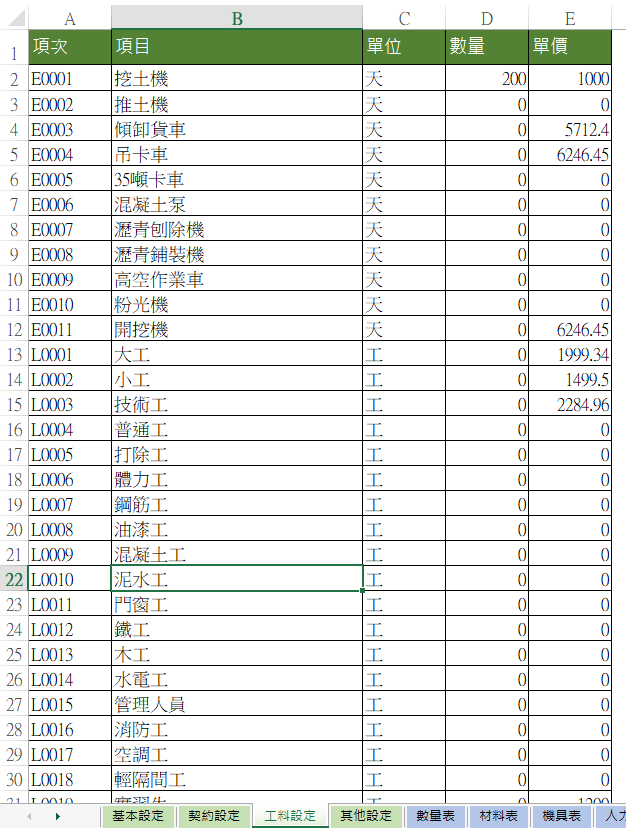 A B C D E
1 項次 項目 單位 數量 單價
2 E0001 挖土機 天 200 1000
3 E0002 推土機 天 0 0
4 E0003 傾卸貨車 天 0 5712.4
5 E0004 吊卡車 天 0 6246.45
6 E0005 35噸卡車 天 0 0
7 E0006 混凝土泵 天 0 0
8 E0007 瀝青刨除機 天 0 0
9 E0008 瀝青鋪裝機 天 0 0
10 E0009 高空作業車 天 0 0
11 E0010 粉光機 天 0 0
12 E0011 開挖機 天 0 6246.45
13 L0001 大工 工 0 1999.34
14 L0002 小工 工 0 1499.5
15 L0003 技術工 工 0 2284.96
16 L0004 普通工 工 0 0
17 L0005 打除工 工 0 0
18 L0006 體力工 工 0 0
19 L0007 鋼筋工 工 0 0
20 L0008 油漆工 工 0 0
21 L0009 混凝土工 工 0 0
22 L0010 泥水工 工 0 0
23 L0011 門窗工 工 0 0
24 L0012 鐵工 工 0 0
25 L0013 木工 工 0 0
26 L0014 水電工 工 0 0
27 L0015 管理人員 工 0 0
28 L0016 消防工 工 0 0
29 L0017 空調工 工 0 0
30 L0018 輕隔間工 工 0 0
31 L0019 工 0 1200
基本設定 契約設定 工料設定 其他設定 數量表 材料表 機具表 人力